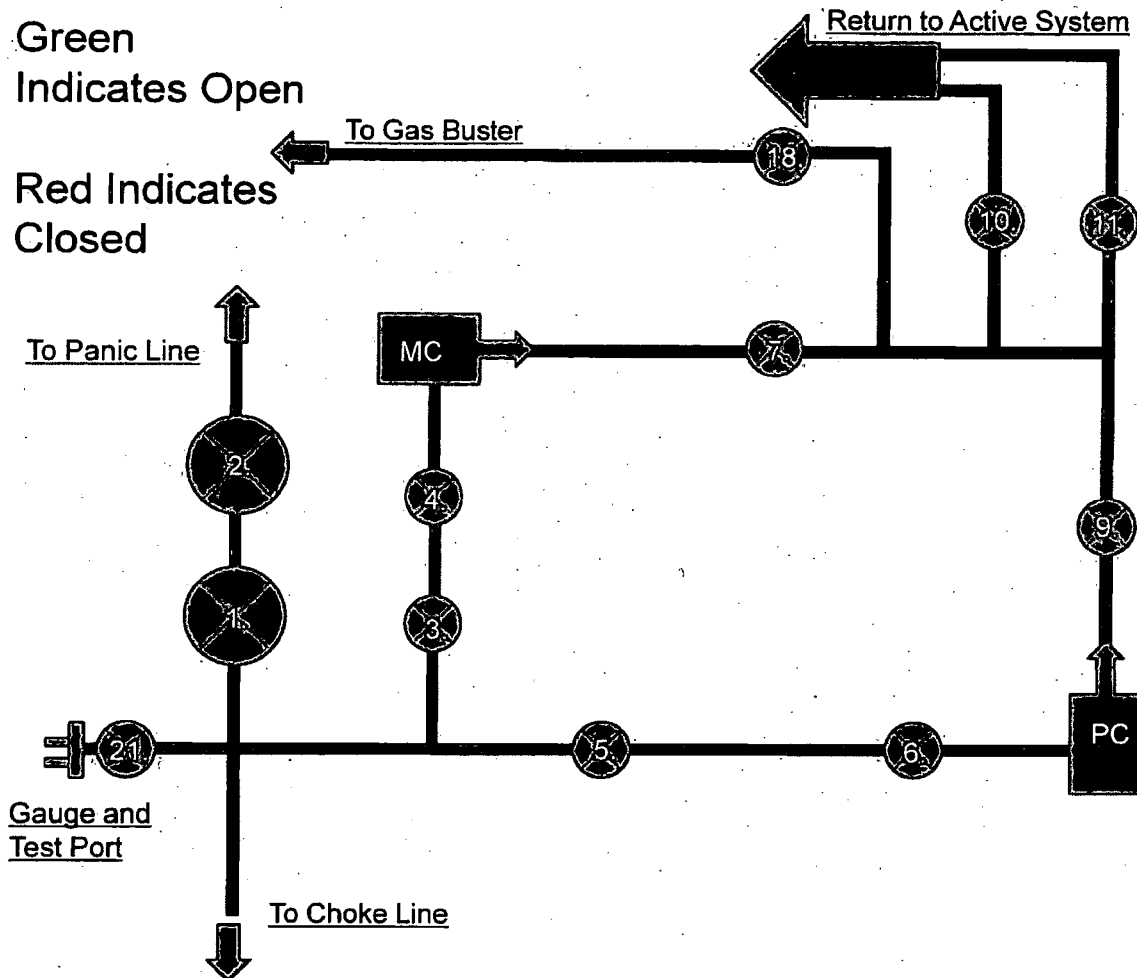 Green
Indicates Open
Return to Active System
To Gas Buster
18
Red Indicates
Closed
10
11
To Panic Line
MC
7
2
4
9
1
3
21
5
6
PC
Gauge and
Test Port
To Choke Line